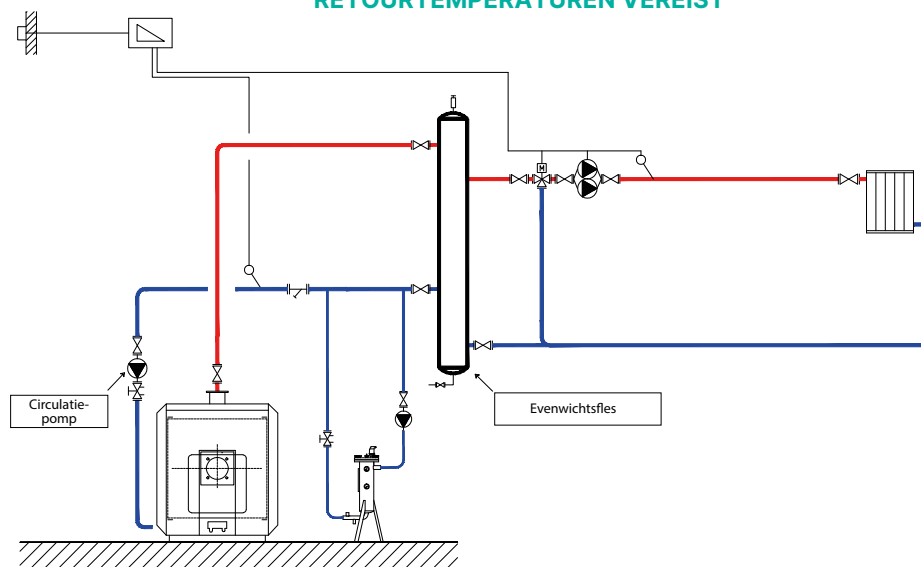 RETOURTEMPERATUREN VEREIST
M
Circulatie-
pomp
Evenwichtsfles